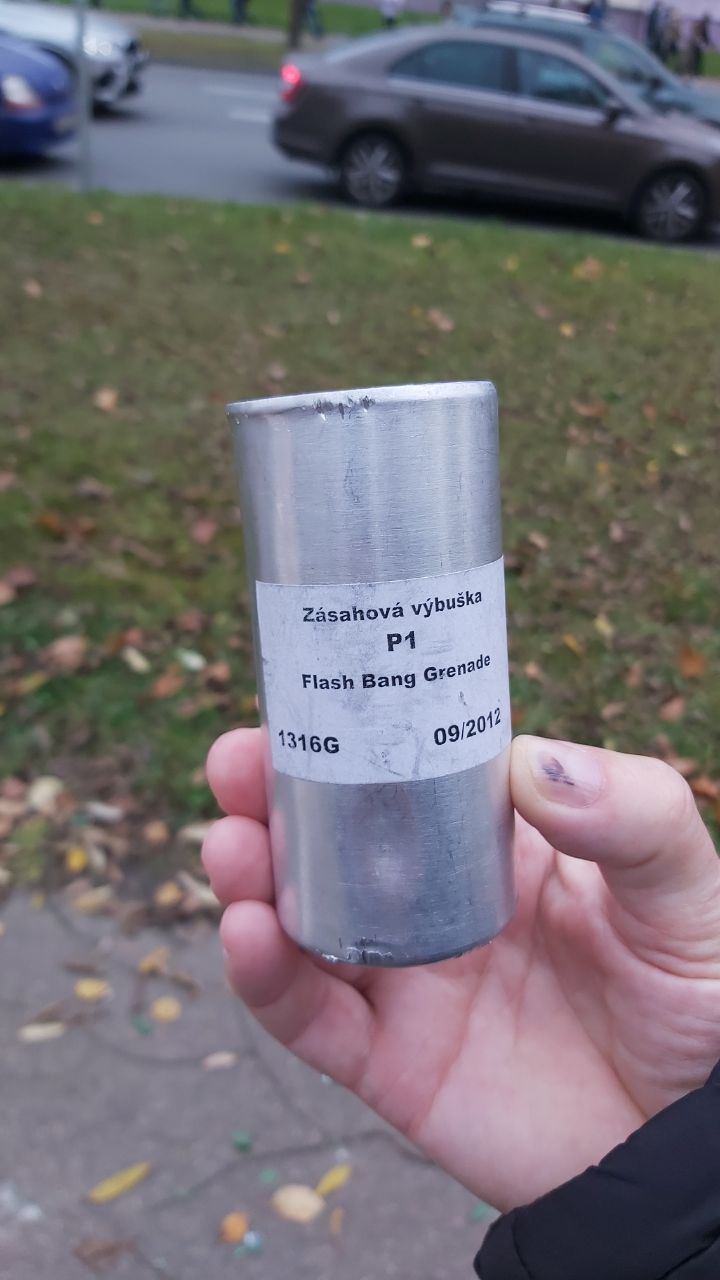 Zásahová výbuška
P1
Flash Bang Grenade
1316G 09/2012